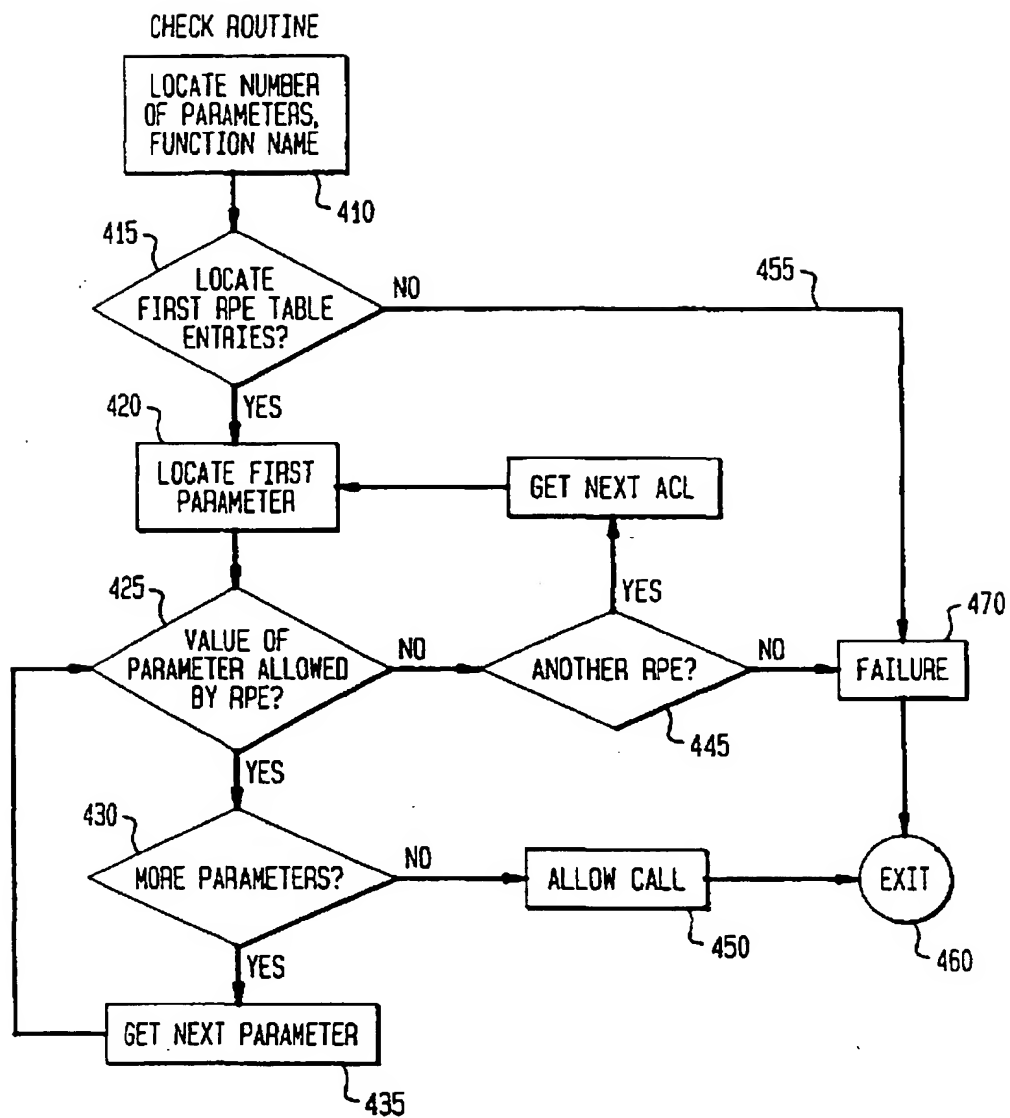 CHECK ROUTINE
LOCATE NUMBER
OF PARAMETERS,
FUNCTION NAME
410
415
LOCATE
FIRST RPE TABLE
ENTRIES?
NO
455
YES
420
LOCATE FIRST
PARAMETER
GET NEXT ACL
YES
425
VALUE OF
PARAMETER ALLOWED
BY RPE?
NO
ANOTHER RPE?
NO
445
470
FAILURE
YES
430
MORE PARAMETERS?
NO
ALLOW CALL
450
EXIT
460
YES
GET NEXT PARAMETER
435